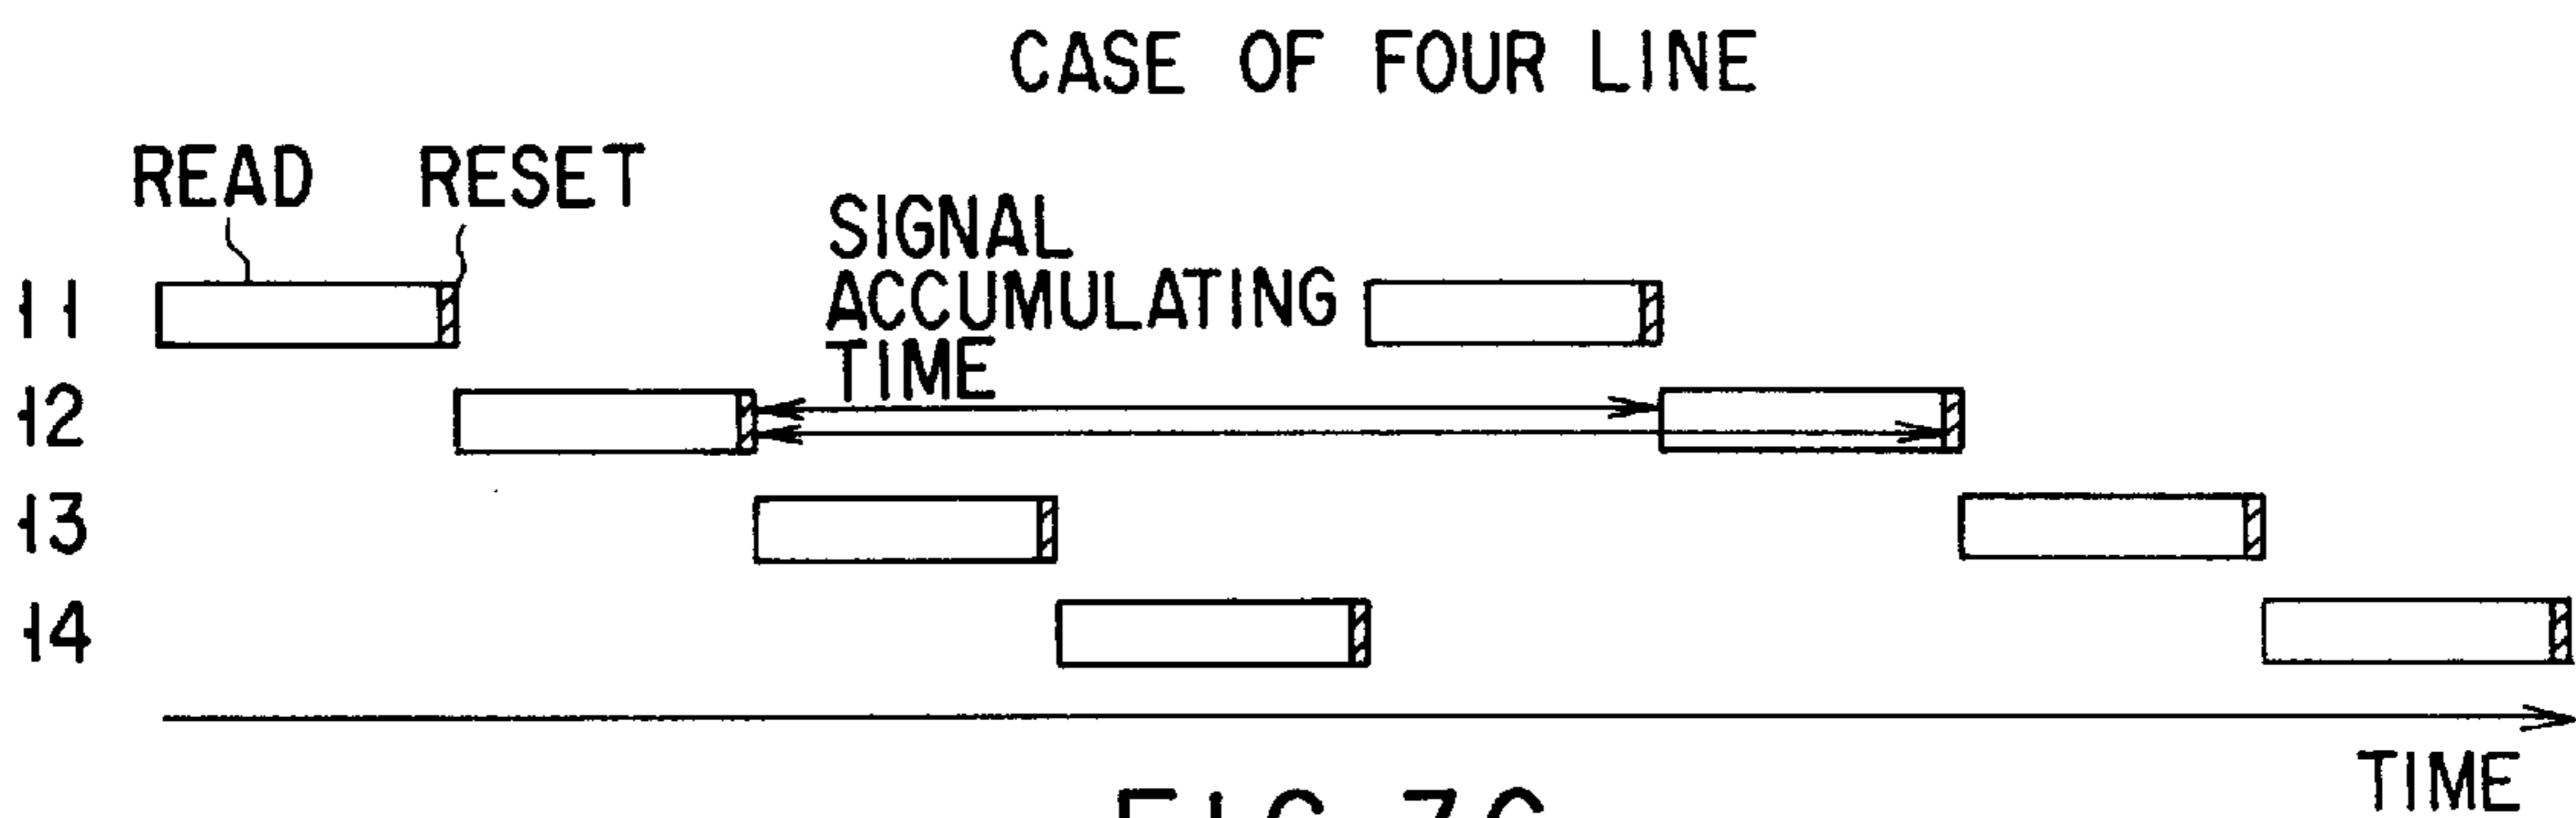 CASE OF FOUR LINE
READ RESET
SIGNAL
ACCUMULATING
TIME
11
12
13
14
TIME